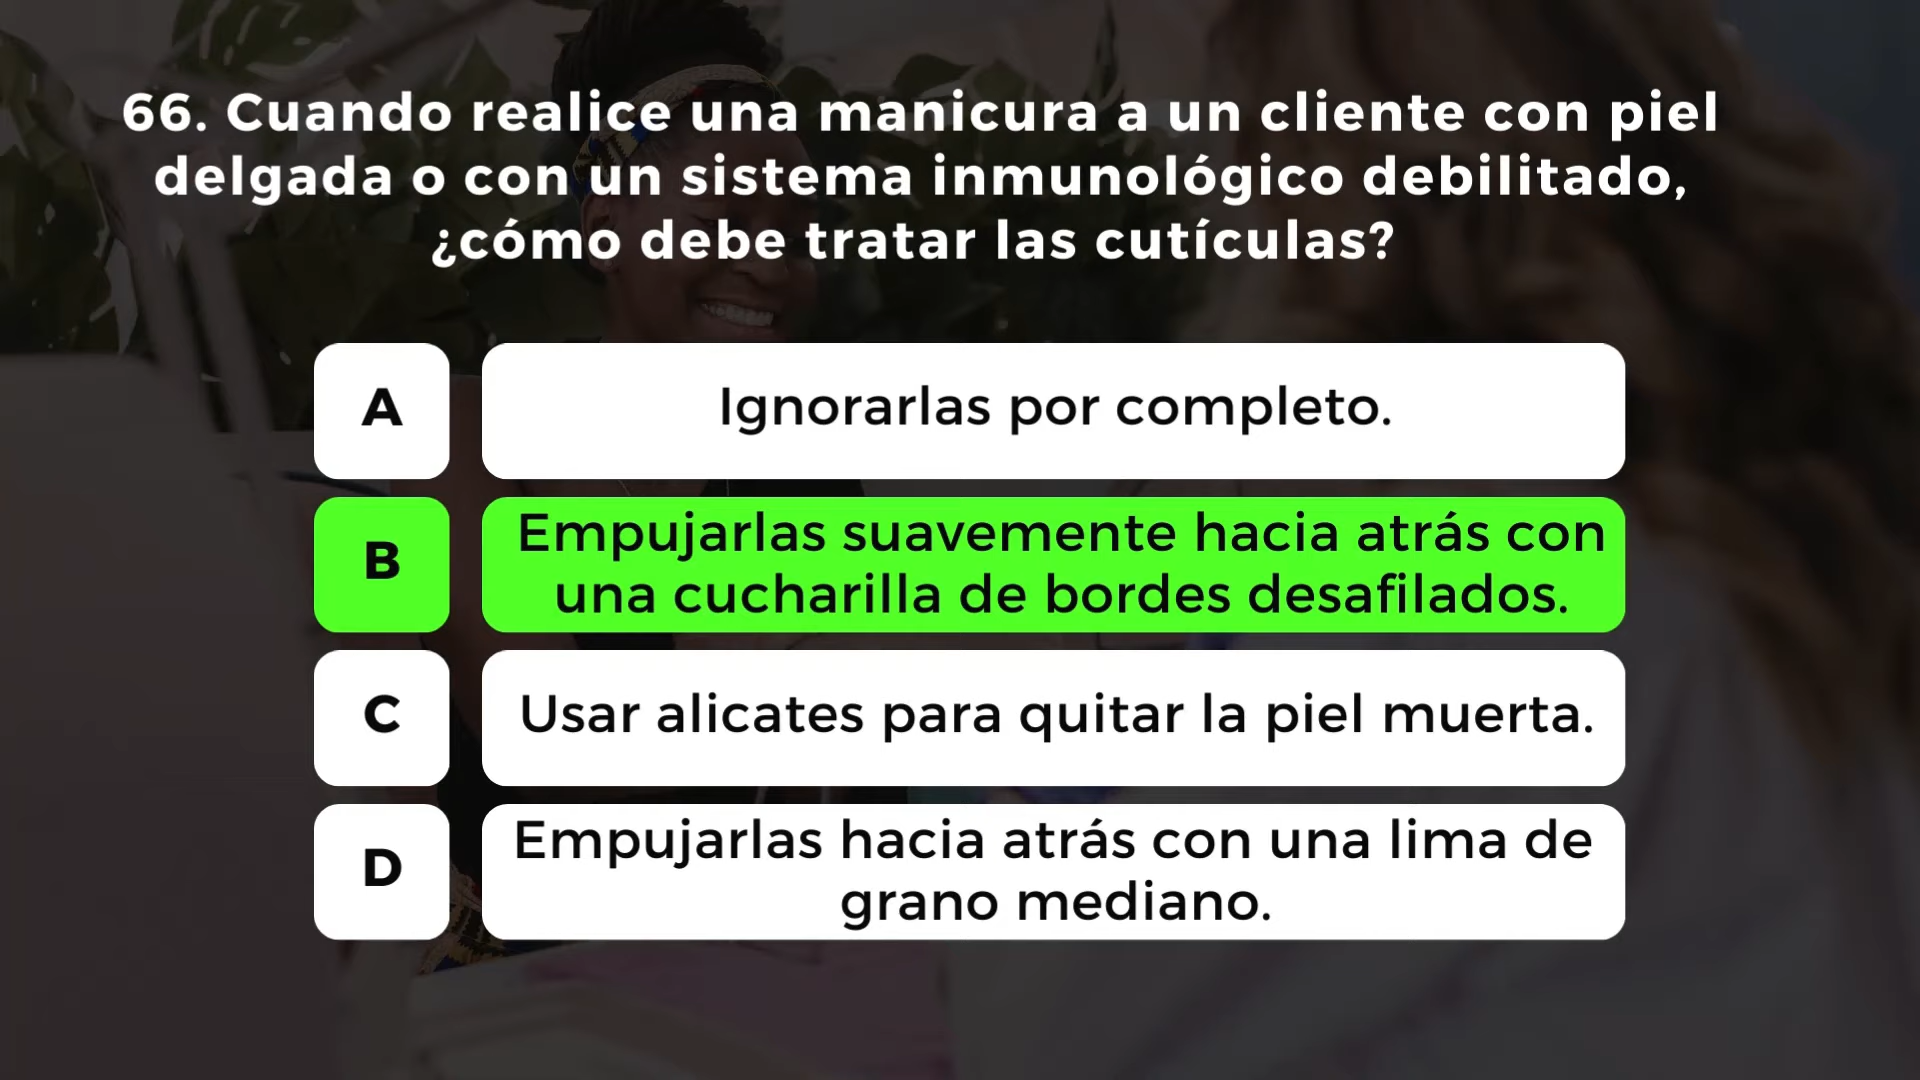 66. Cuando realice una manicura a un cliente con piel
delgada o con un sistema inmunológico debilitado,
¿cómo debe tratar las cutículas?
A
Ignorarlas por completo.
B
Empujarlas suavemente hacia atrás con
una cucharilla de bordes desafilados.
C
Usar alicates para quitar la piel muerta.
D
Empujarlas hacia atrás con una lima de
grano mediano.